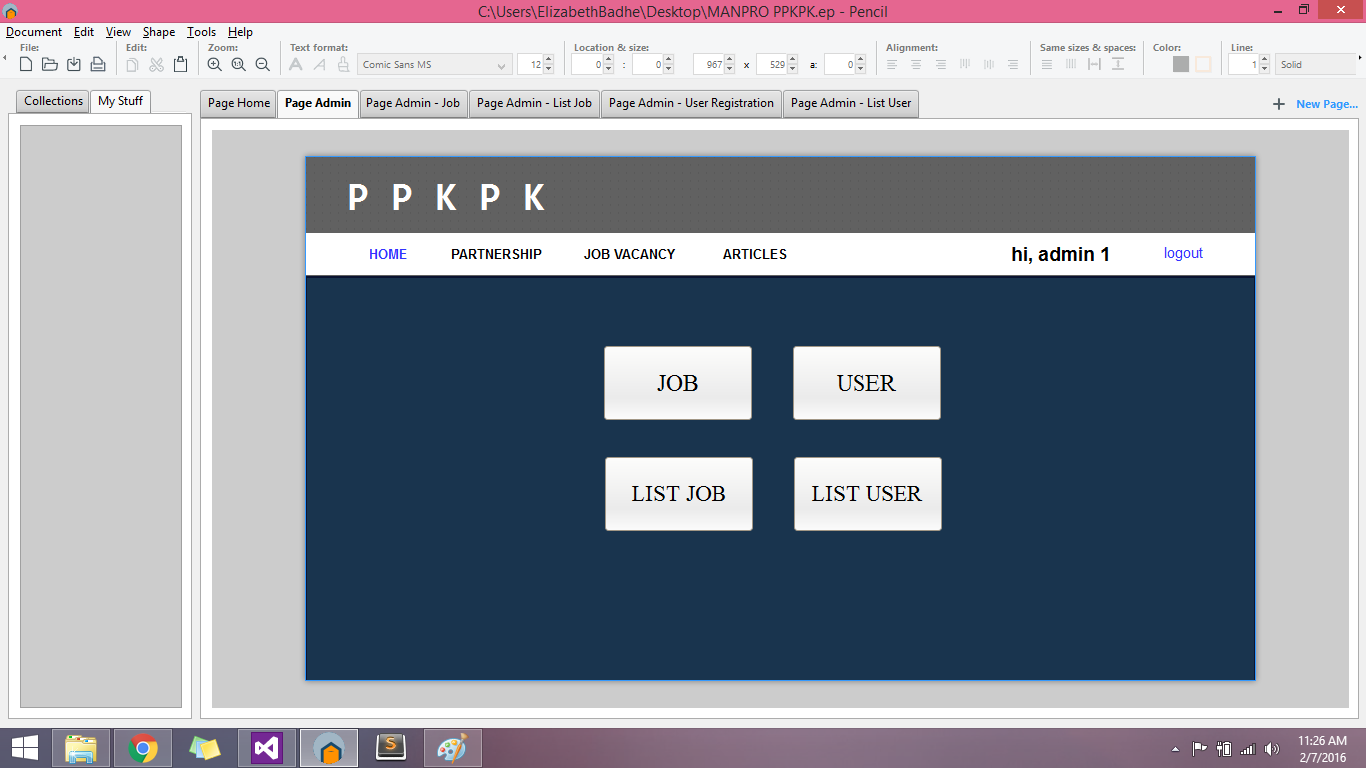 C:\Users\ElizabethBadhe\Desktop\MANPRO PPKPK.ep - Pencil
Document Edit View Shape Tools Help
File: Edit: Zoom: Text format: Location & size: Alignment: Same sizes & spaces: Color: Line:
Comic Sans MS 12 0 : 0 967 x 529 a: 0 1 Solid
Collections My Stuff Page Home Page Admin Page Admin - Job Page Admin - List Job Page Admin - User Registration Page Admin - List User New Page...
P P K P K
HOME PARTNERSHIP JOB VACANCY ARTICLES hi, admin 1 logout
JOB USER
LIST JOB LIST USER
11:26 AM
2/7/2016